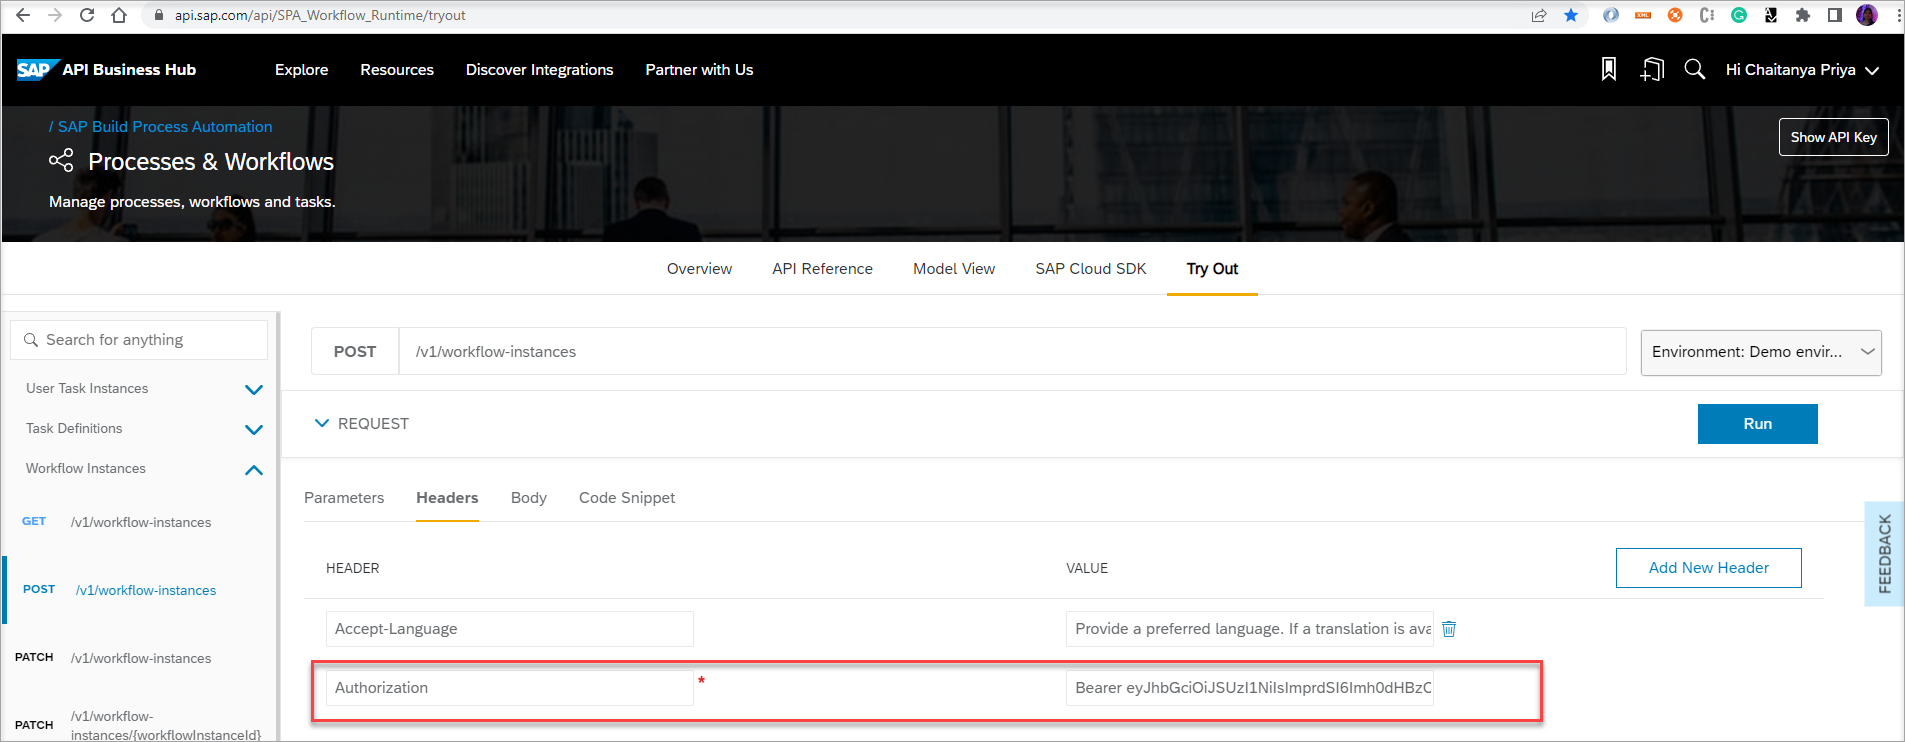 api.sap.com/api/SPA_Workflow_Runtime/tryout
SAP API Business Hub Explore Resources Discover Integrations Partner with Us Hi Chaitanya Priya
/ SAP Build Process Automation
Show API Key
Processes & Workflows
Manage processes, workflows and tasks.
Overview API Reference Model View SAP Cloud SDK Try Out
Search for anything
User Task Instances
Task Definitions
Workflow Instances
GET /v1/workflow-instances
POST /v1/workflow-instances
PATCH /v1/workflow-instances
PATCH /v1/workflow-
instances/{workflowInstanceId}
POST /v1/workflow-instances Environment: Demo envir...
REQUEST Run
Parameters Headers Body Code Snippet
HEADER VALUE Add New Header
Accept-Language Provide a preferred language. If a translation is ava
Authorization * Bearer eyJhbGciOiJSUzI1NiIsImprdSI6Imh0dHBzC
FEEDBACK